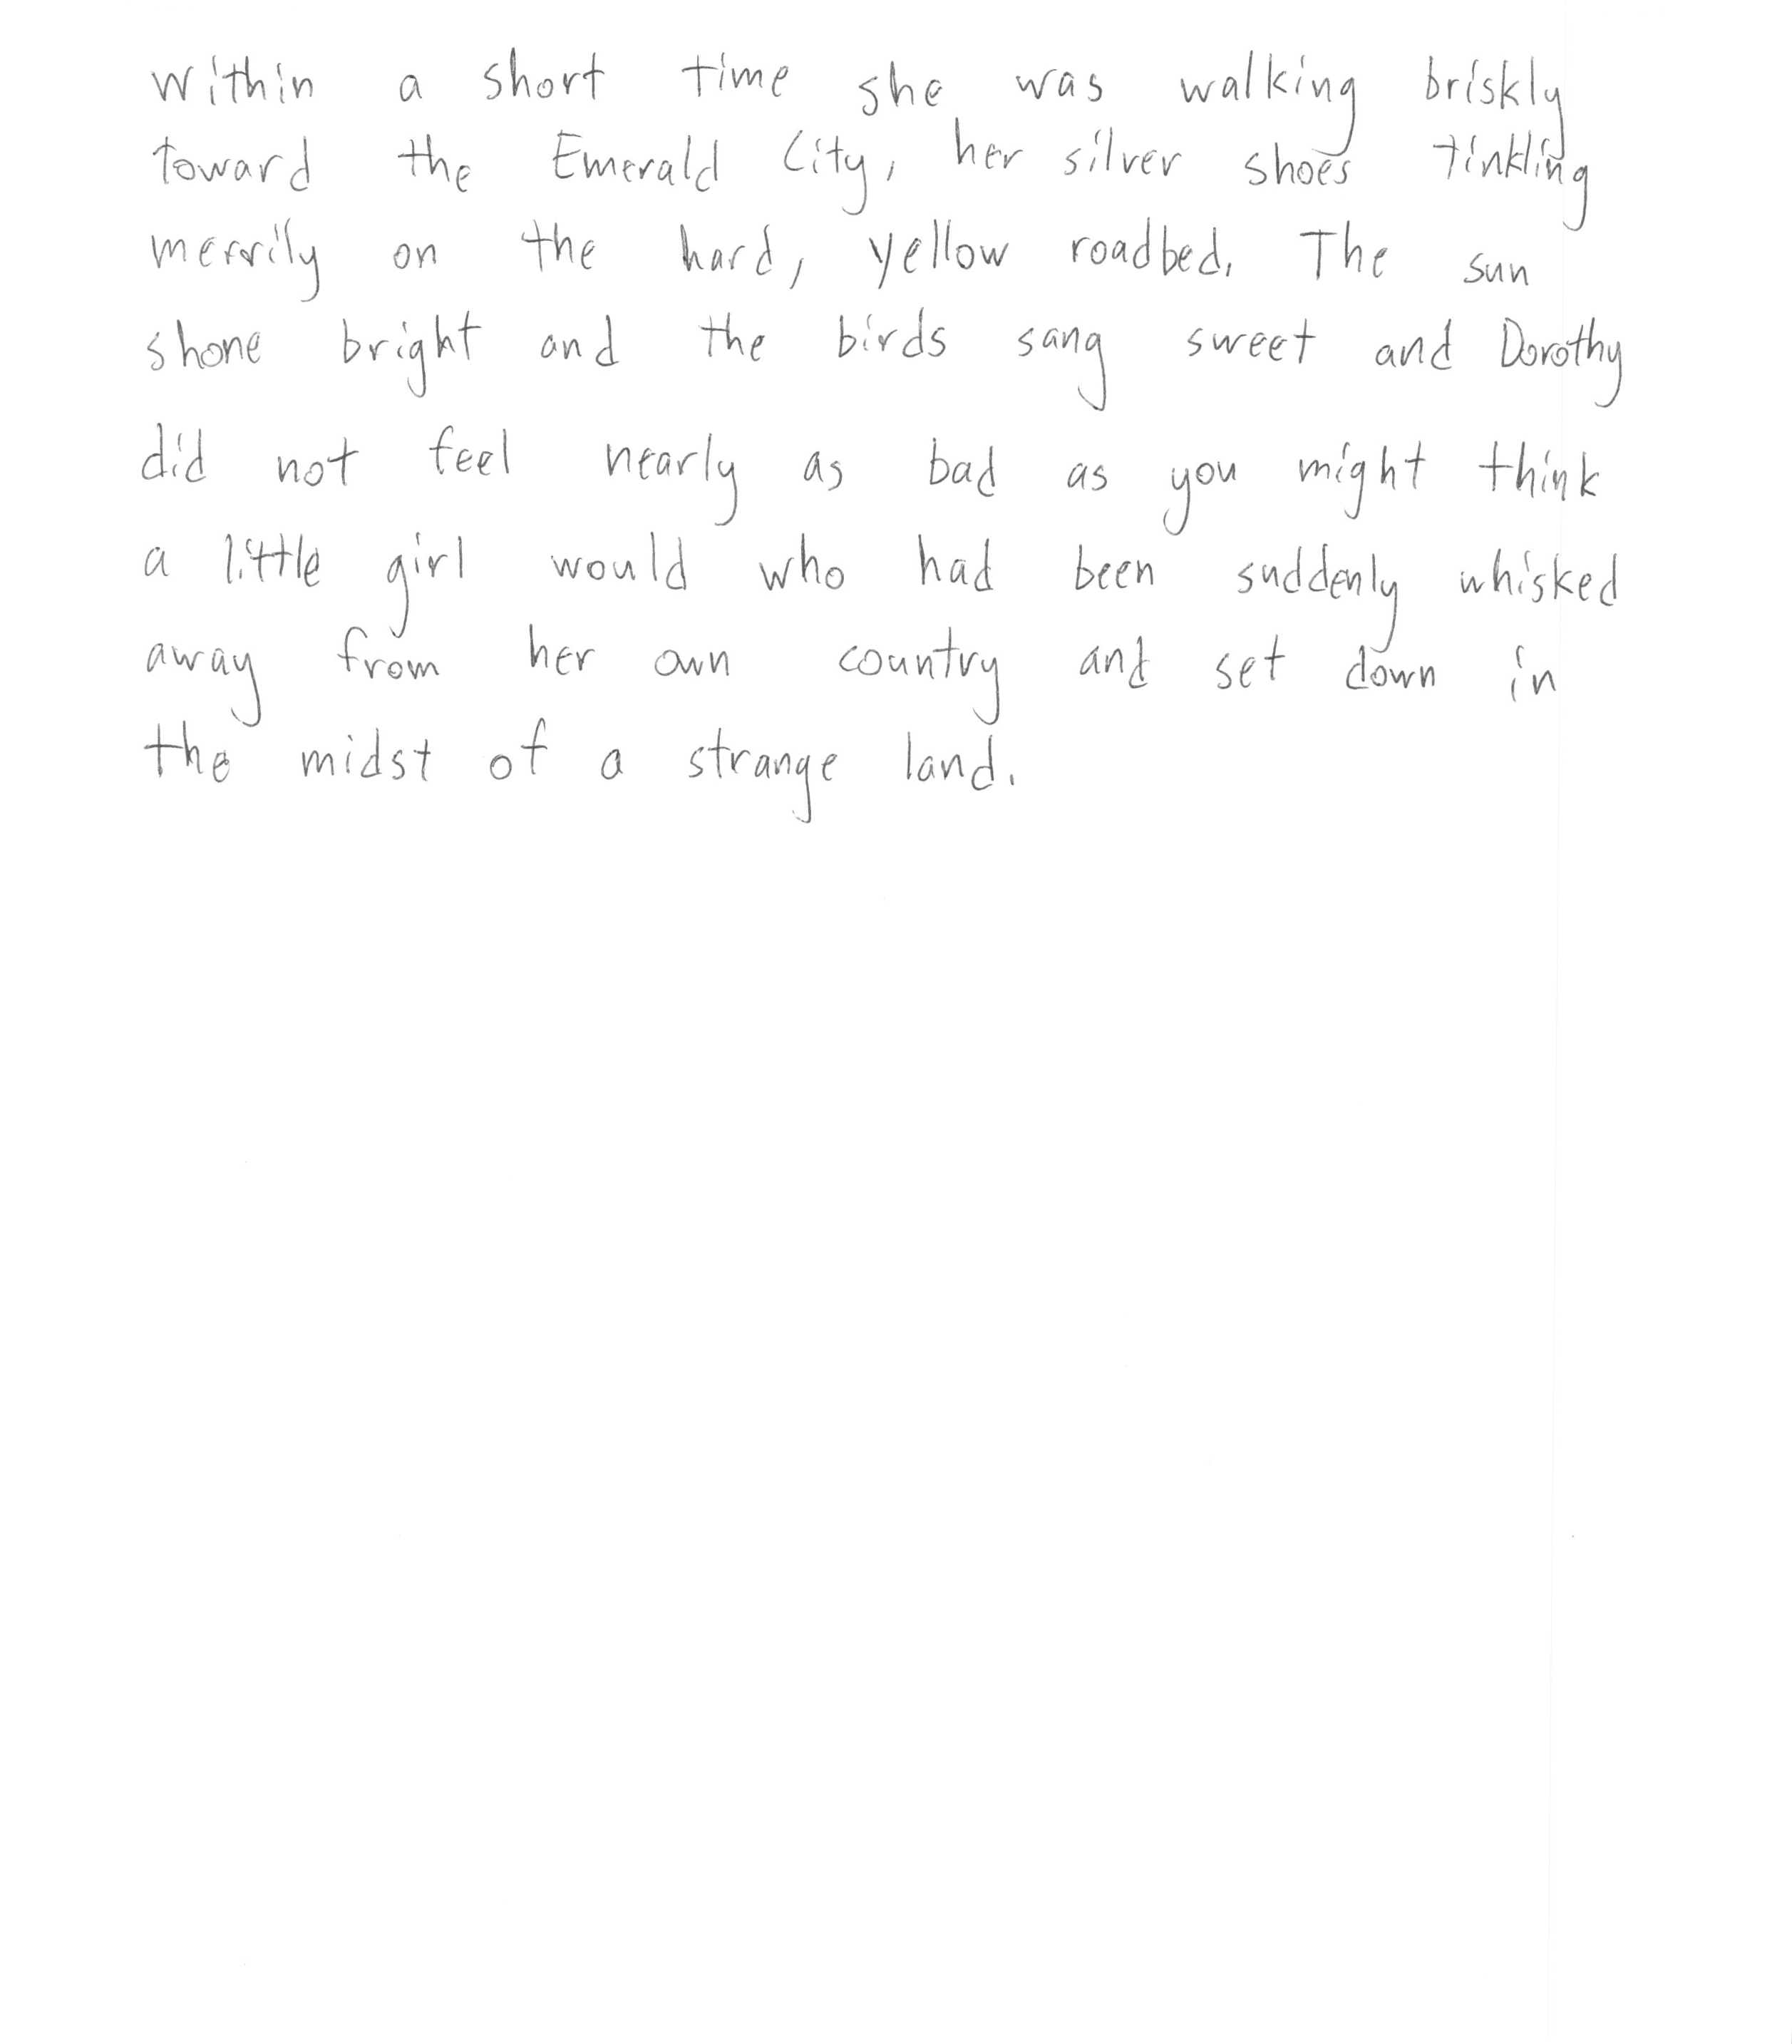 Within a short time she was walking briskly
toward the Emerald City, her silver shoes tinkling
merrily on the hard, yellow roadbed. The sun
shone bright and the birds sang sweet and Dorothy
did not feel nearly as bad as you might think
a little girl would who had been suddenly whisked
away from her own country and set down in
the midst of a strange land.